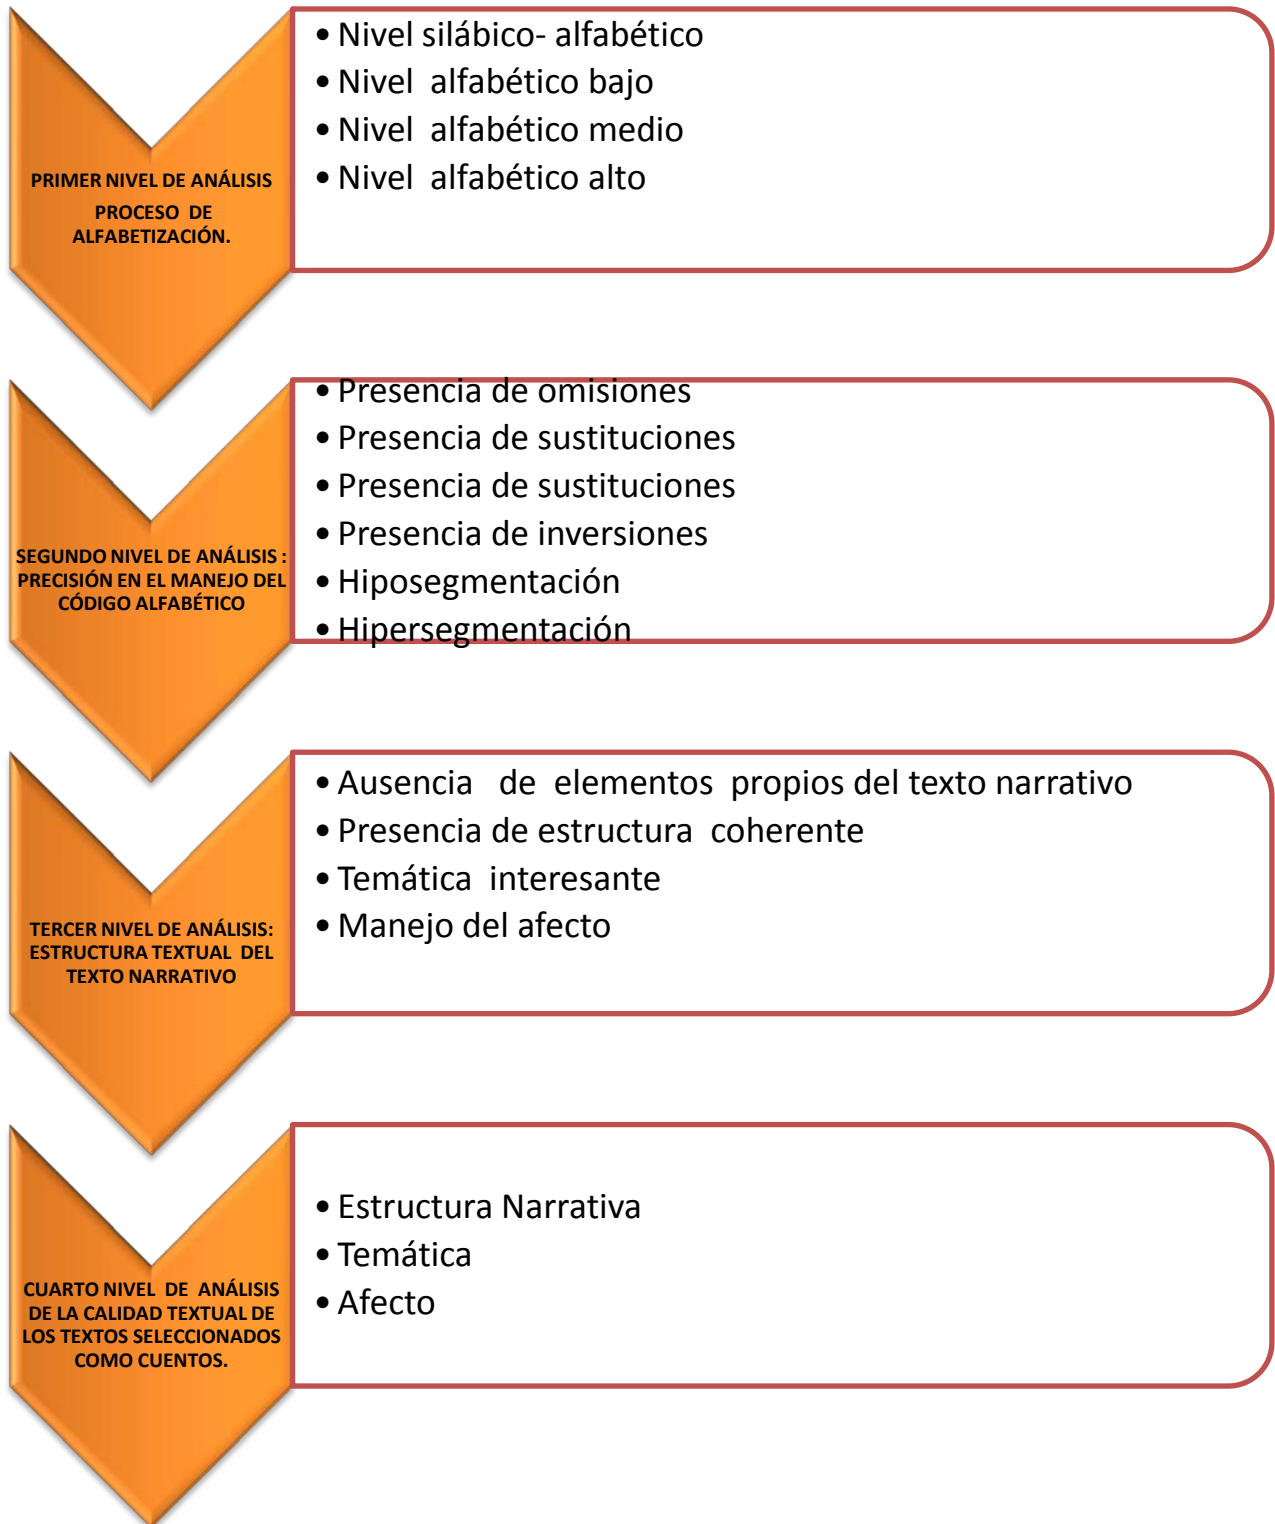 PRIMER NIVEL DE ANÁLISIS
PROCESO DE
ALFABETIZACIÓN.
• Nivel silábico- alfabético
• Nivel alfabético bajo
• Nivel alfabético medio
• Nivel alfabético alto
SEGUNDO NIVEL DE ANÁLISIS :
PRECISIÓN EN EL MANEJO DEL
CÓDIGO ALFABÉTICO
• Presencia de omisiones
• Presencia de sustituciones
• Presencia de sustituciones
• Presencia de inversiones
• Hiposegmentación
• Hipersegmentación
TERCER NIVEL DE ANÁLISIS:
ESTRUCTURA TEXTUAL DEL
TEXTO NARRATIVO
• Ausencia de elementos propios del texto narrativo
• Presencia de estructura coherente
• Temática interesante
• Manejo del afecto
CUARTO NIVEL DE ANÁLISIS
DE LA CALIDAD TEXTUAL DE
LOS TEXTOS SELECCIONADOS
COMO CUENTOS.
• Estructura Narrativa
• Temática
• Afecto